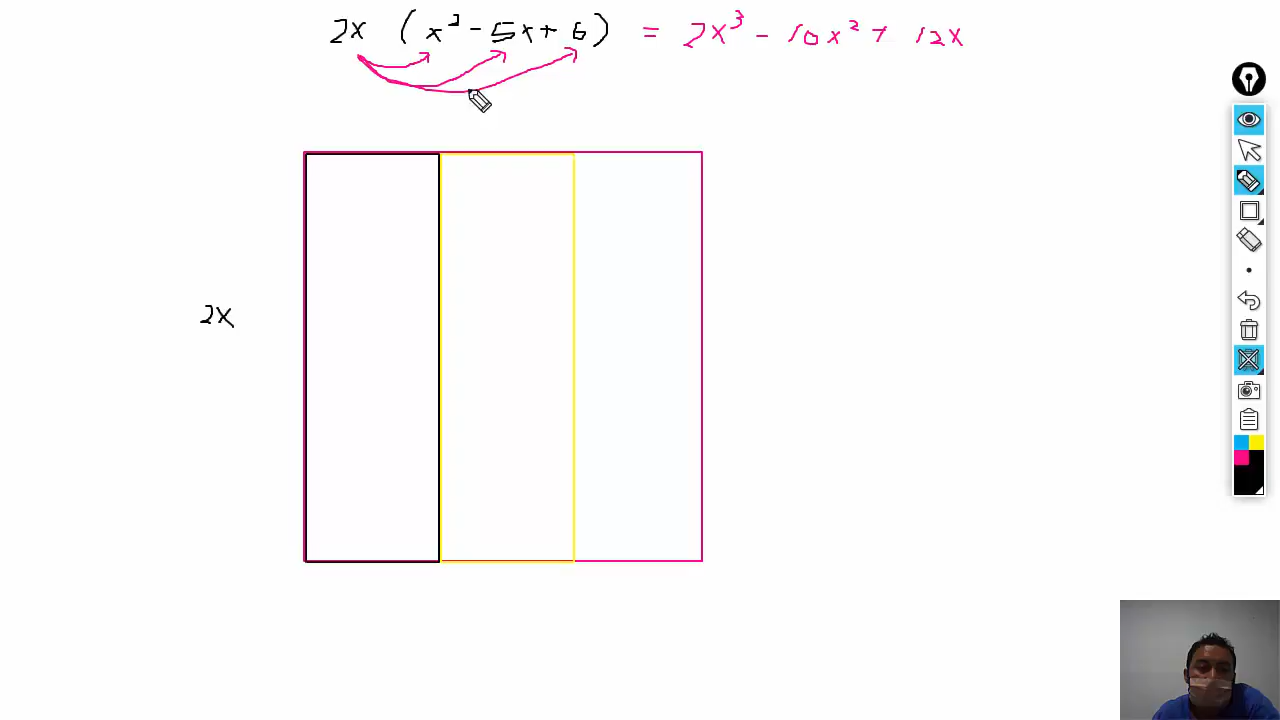 2x (x² - 5x + 6) = 2x³ - 10x² + 12x
2x